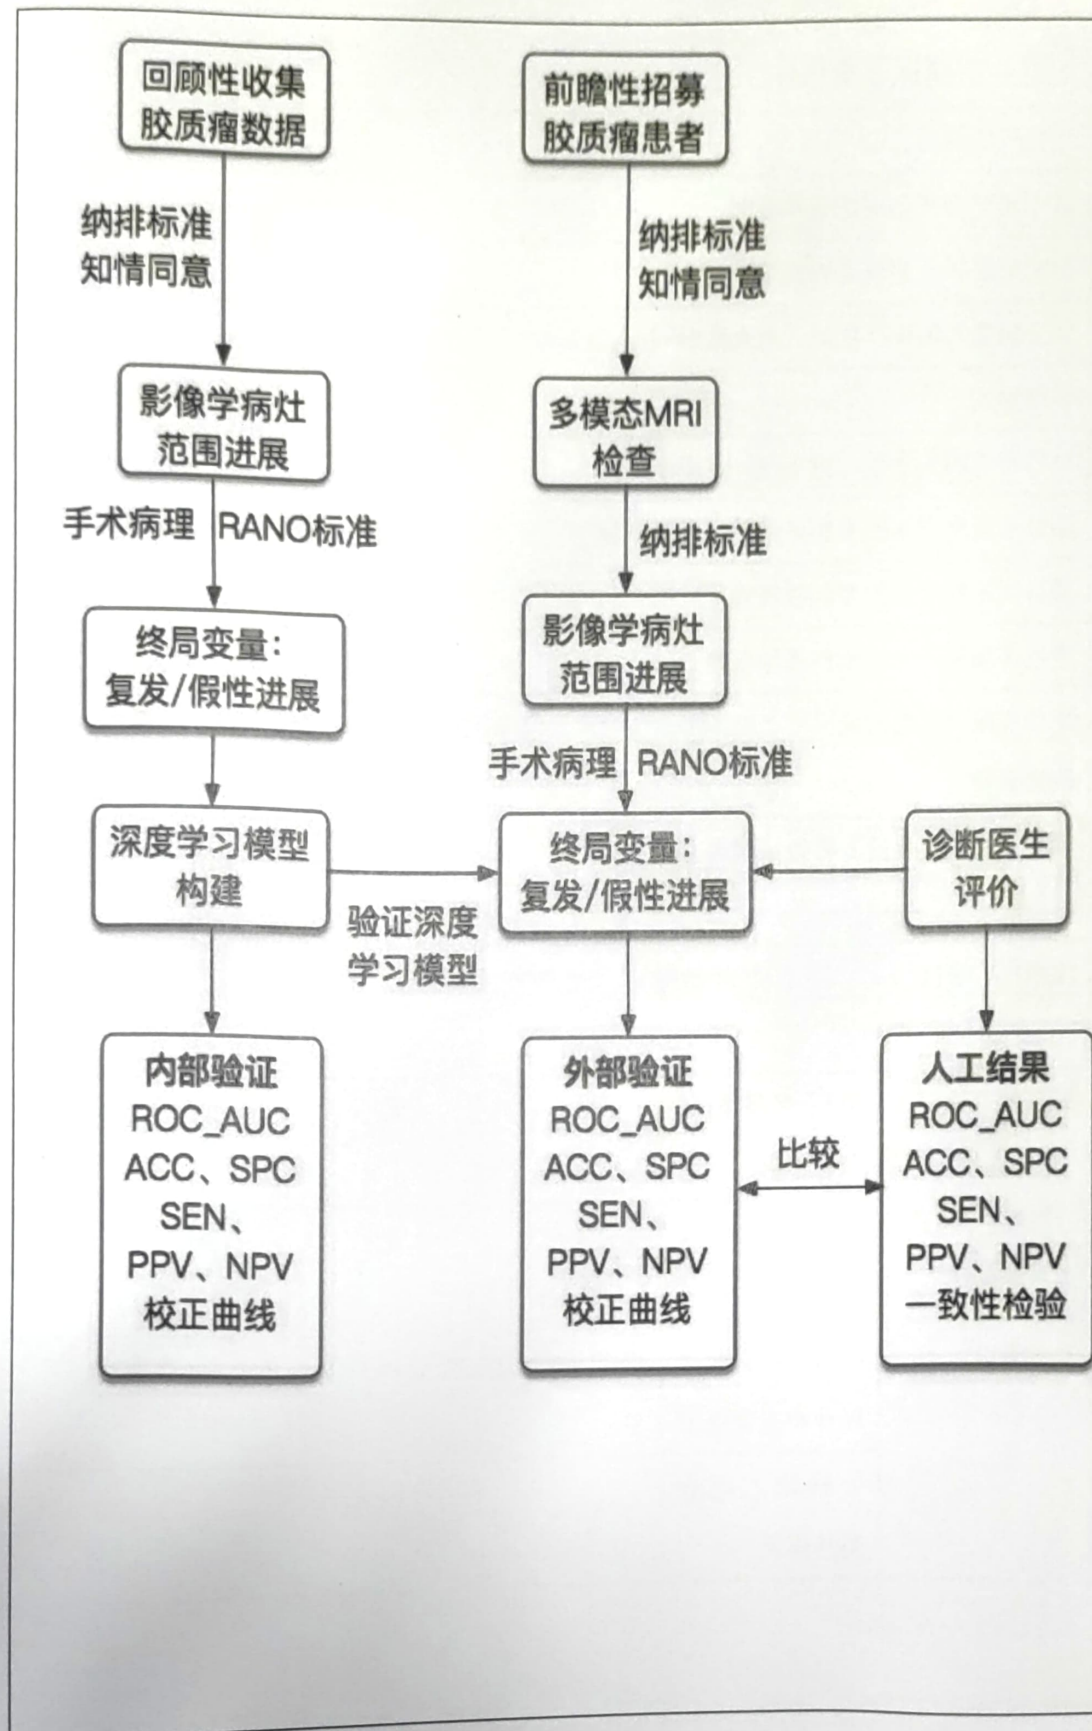 回顾性收集
胶质瘤数据
纳排标准
知情同意
影像学病灶
范围进展
手术病理 RANO标准
终局变量：
复发/假性进展
深度学习模型
构建
验证深度
学习模型
内部验证
ROC_AUC
ACC、SPC
SEN、
PPV、NPV
校正曲线
前瞻性招募
胶质瘤患者
纳排标准
知情同意
多模态MRI
检查
纳排标准
影像学病灶
范围进展
手术病理 RANO标准
终局变量：
复发/假性进展
外部验证
ROC_AUC
ACC、SPC
SEN、
PPV、NPV
校正曲线
比较
诊断医生
评价
人工结果
ROC_AUC
ACC、SPC
SEN、
PPV、NPV
一致性检验